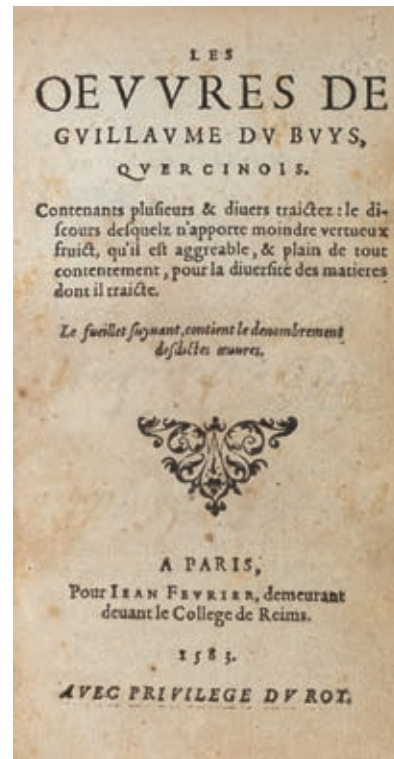 LES
OEVVRES DE
GVILLAVME DV BVYS,
QVERCINOIS.
Contenants plusieurs & diuers traictez : le di-
scours desquelz n'apporte moindre vertueux
fruict, qu'il est aggreable, & plain de tout
contentement, pour la diuersité des matieres
dont il traicte.
Le fueillet suyuant, contient le denombrement
desdictes œuures.
A PARIS,
Pour IEAN FEVRIER, demeurant
deuant le College de Reims.
1583.
AVEC PRIVILEGE DV ROY.